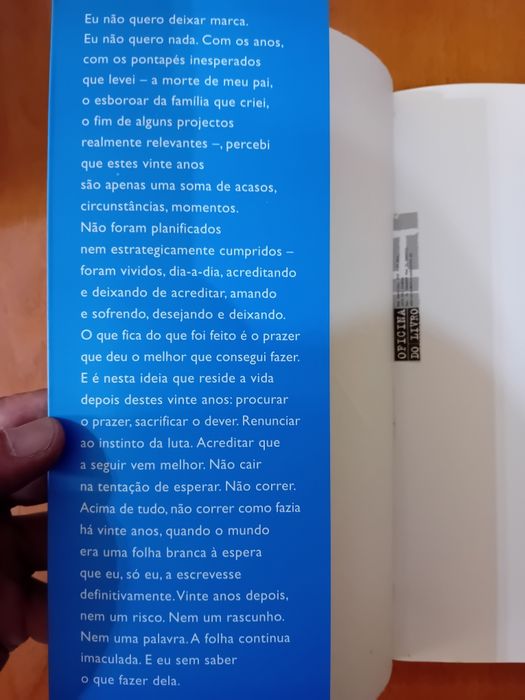 Eu não quero deixar marca.
Eu não quero nada. Com os anos,
com os pontapés inesperados
que levei – a morte de meu pai,
o esboroar da família que criei,
o fim de alguns projectos
realmente relevantes –, percebi
que estes vinte anos
são apenas uma soma de acasos,
circunstâncias, momentos.
Não foram planificados
nem estrategicamente cumpridos –
foram vividos, dia-a-dia, acreditando
e deixando de acreditar, amando
e sofrendo, desejando e deixando.
O que fica do que foi feito é o prazer
que deu o melhor que consegui fazer.
E é nesta ideia que reside a vida
depois destes vinte anos: procurar
o prazer, sacrificar o dever. Renunciar
ao instinto da luta. Acreditar que
a seguir vem melhor. Não cair
na tentação de esperar. Não correr.
Acima de tudo, não correr como fazia
há vinte anos, quando o mundo
era uma folha branca à espera
que eu, só eu, a escrevesse
definitivamente. Vinte anos depois,
nem um risco. Nem um rascunho.
Nem uma palavra. A folha continua
imaculada. E eu sem saber
o que fazer dela.
OFICINA
DO LIVRO